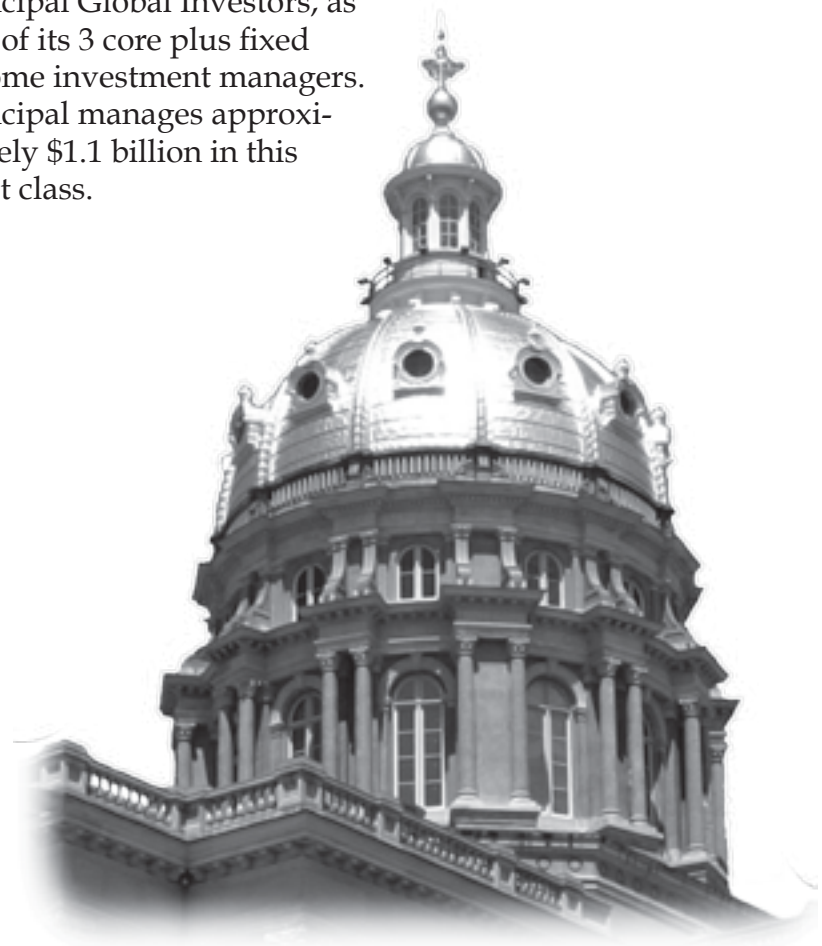 cipal Global Investors, as
of its 3 core plus fixed
ome investment managers.
cipal manages approxi-
ely $1.1 billion in this
t class.